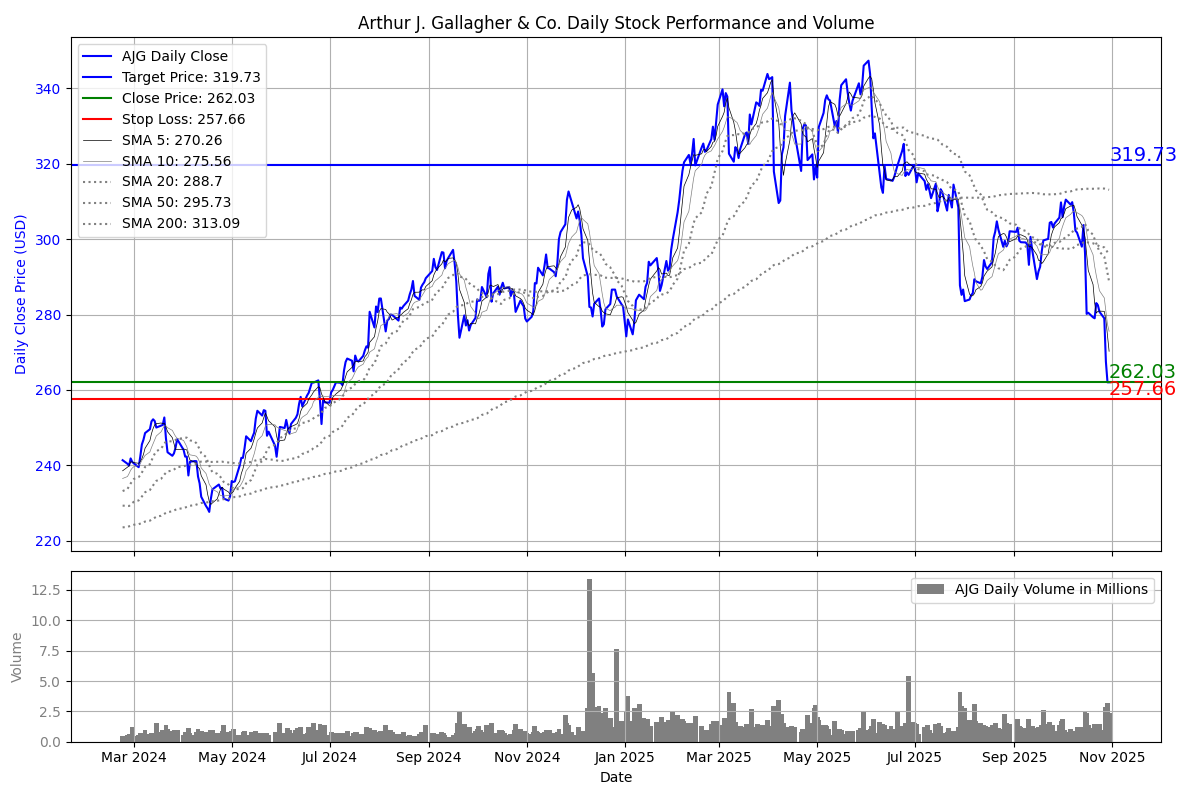 Arthur J. Gallagher & Co. Daily Stock Performance and Volume
Daily Close Price (USD)
340
320
300
280
260
240
220
AJG Daily Close
Target Price: 319.73
Close Price: 262.03
Stop Loss: 257.66
SMA 5: 270.26
SMA 10: 275.56
SMA 20: 288.7
SMA 50: 295.73
SMA 200: 313.09
319.73
262.03
257.66
Volume
12.5
10.0
7.5
5.0
2.5
0.0
AJG Daily Volume in Millions
Mar 2024 May 2024 Jul 2024 Sep 2024 Nov 2024 Jan 2025 Mar 2025 May 2025 Jul 2025 Sep 2025 Nov 2025
Date